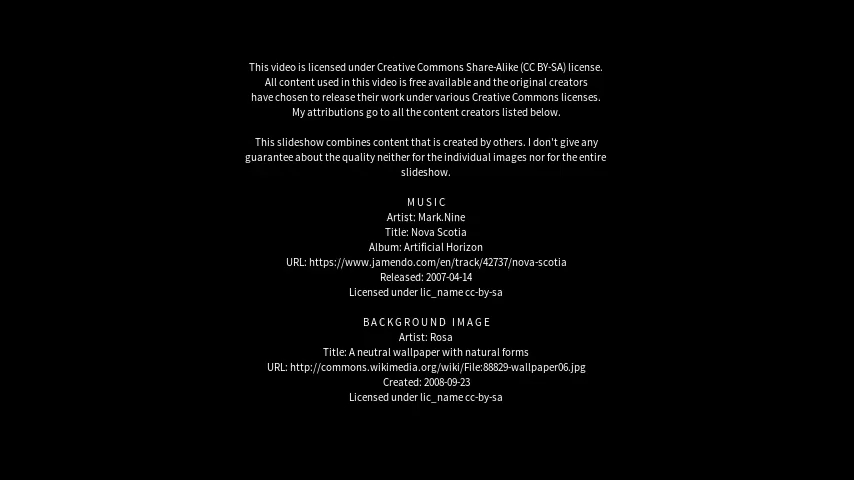 This video is licensed under Creative Commons Share-Alike (CC BY-SA) license.
All content used in this video is free available and the original creators
have chosen to release their work under various Creative Commons licenses.
My attributions go to all the content creators listed below.
This slideshow combines content that is created by others. I don't give any
guarantee about the quality neither for the individual images nor for the entire
slideshow.
MUSIC
Artist: Mark.Nine
Title: Nova Scotia
Album: Artificial Horizon
URL: https://www.jamendo.com/en/track/42737/nova-scotia
Released: 2007-04-14
Licensed under lic_name cc-by-sa
BACKGROUND IMAGE
Artist: Rosa
Title: A neutral wallpaper with natural forms
URL: http://commons.wikimedia.org/wiki/File:88829-wallpaper06.jpg
Created: 2008-09-23
Licensed under lic_name cc-by-sa